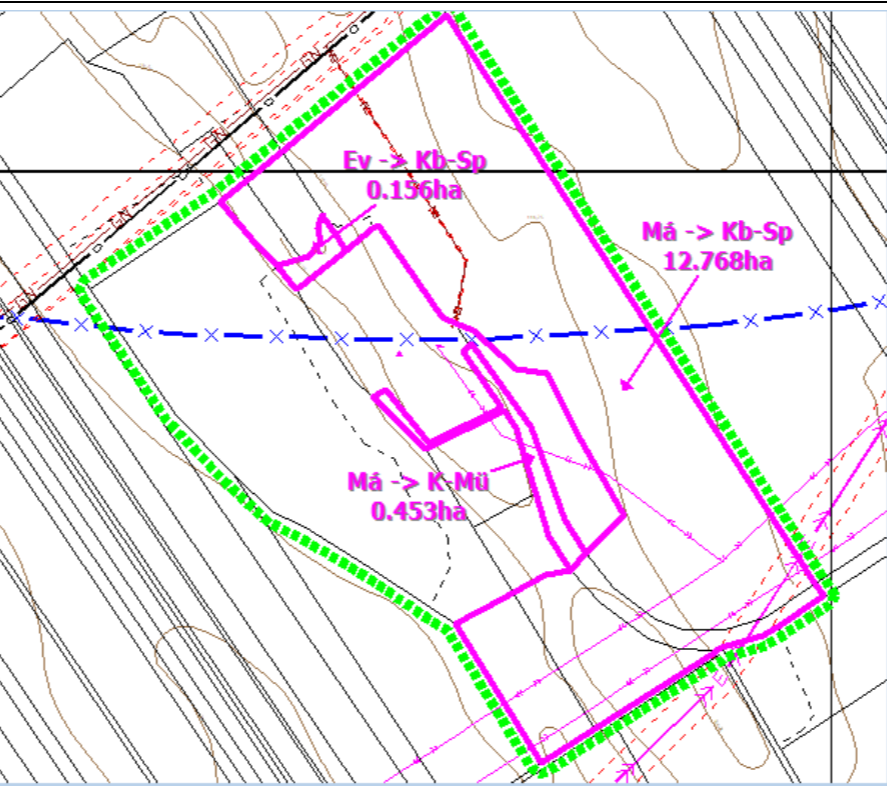 Ev -> Kb-Sp
0.156ha
Má -> Kb-Sp
12.768ha
Má -> K-Mü
0.453ha